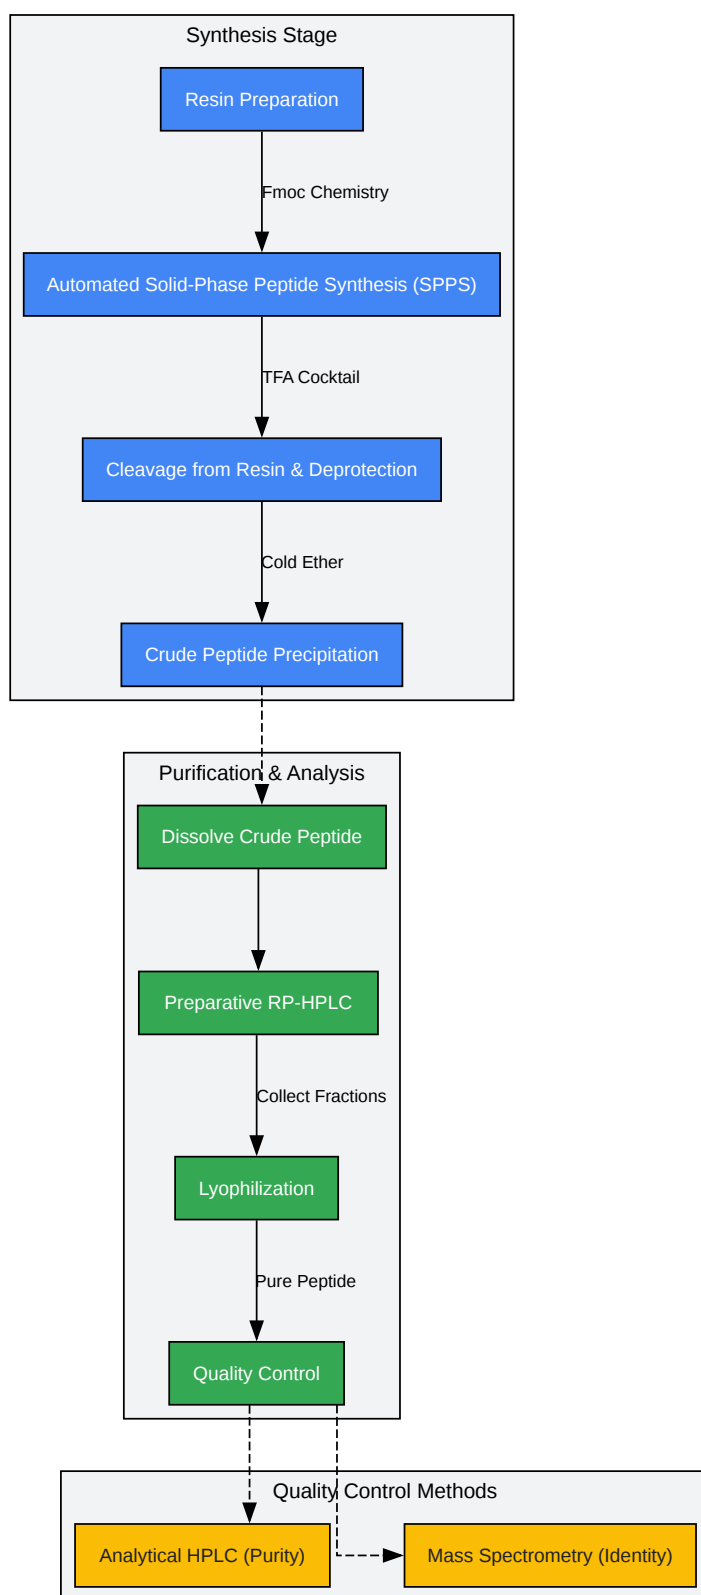 Synthesis Stage
Resin Preparation
Fmoc Chemistry
Automated Solid-Phase Peptide Synthesis (SPPS)
TFA Cocktail
Cleavage from Resin & Deprotection
Cold Ether
Crude Peptide Precipitation
Purification & Analysis
Dissolve Crude Peptide
Preparative RP-HPLC
Collect Fractions
Lyophilization
Pure Peptide
Quality Control
Quality Control Methods
Analytical HPLC (Purity)
Mass Spectrometry (Identity)